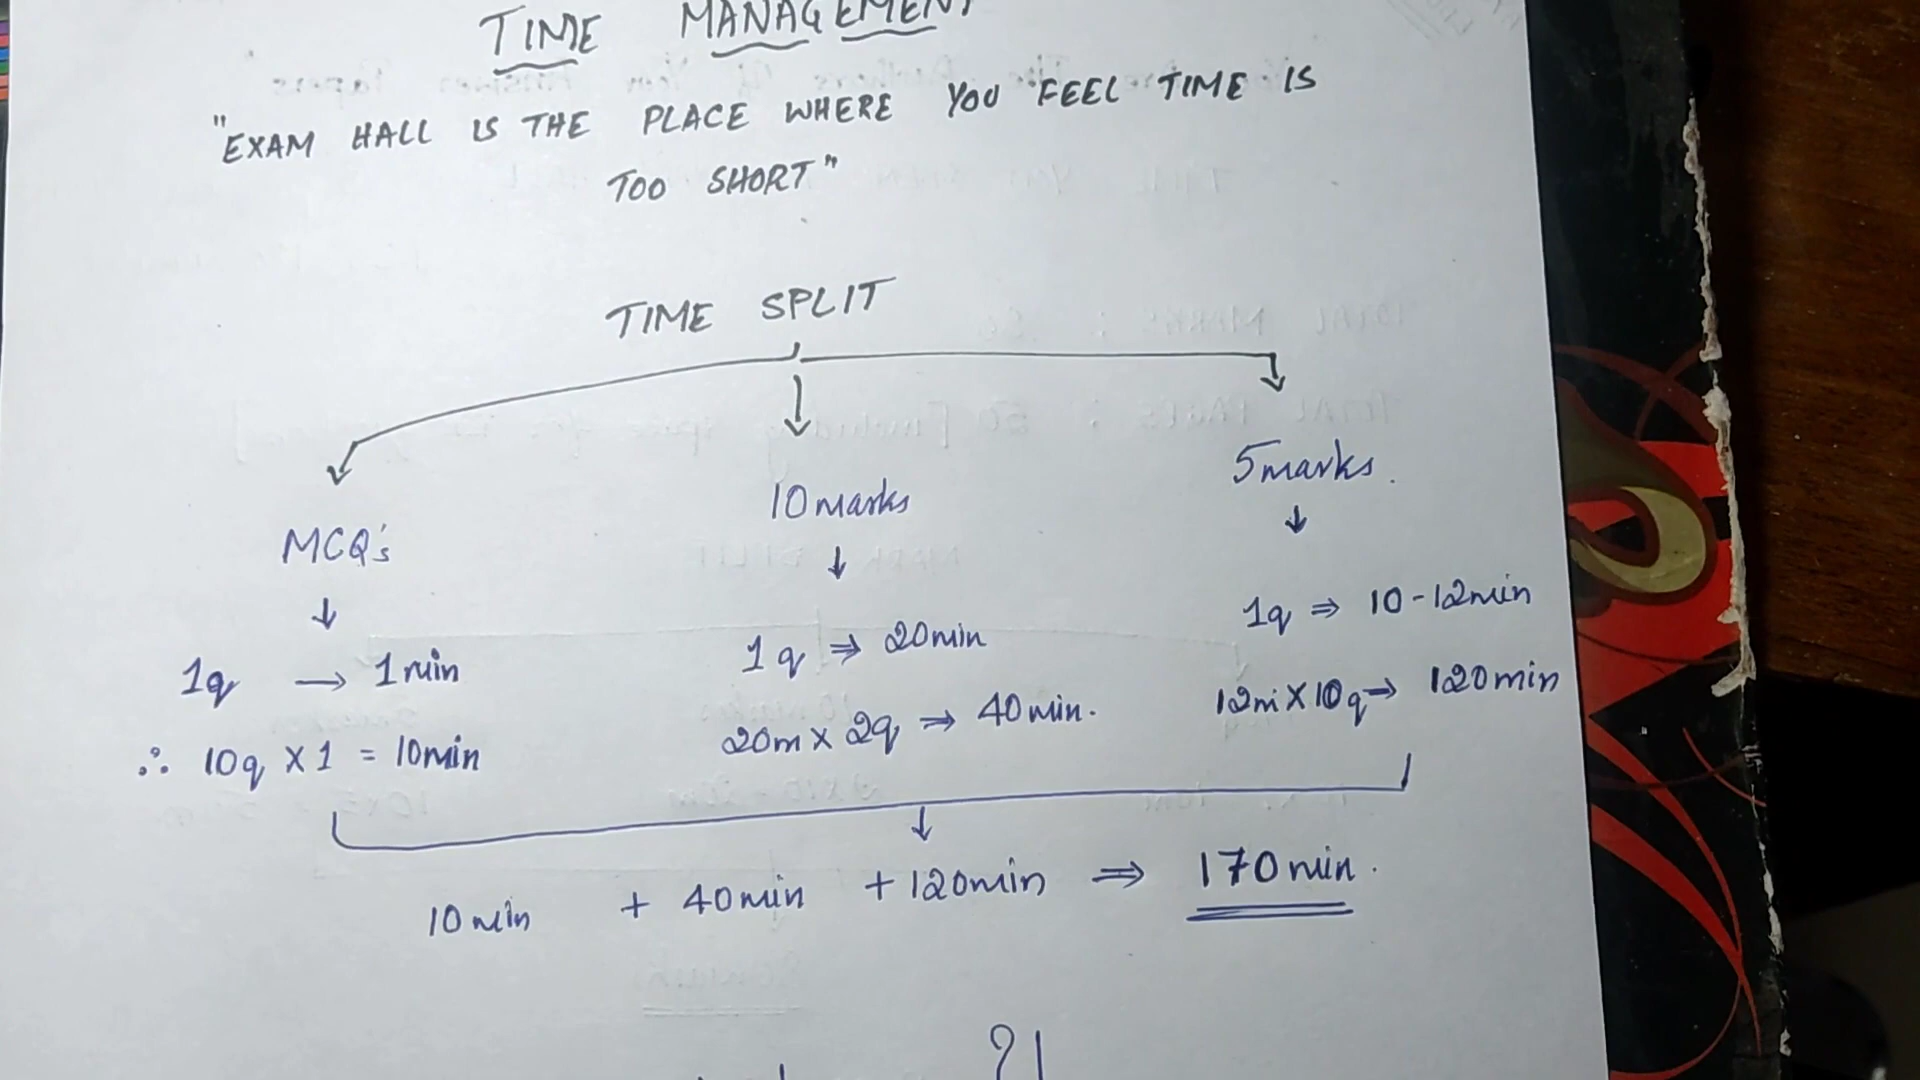 TIME MANAGEMENT
"EXAM HALL IS THE PLACE WHERE YOU FEEL TIME IS
TOO SHORT"
TIME SPLIT
MCQ's
1q → 1min
∴ 10q X 1 = 10min
10marks
1q ⇒ 20min
20m x 2q ⇒ 40min.
5marks.
1q ⇒ 10-12min
12m X 10q ⇒ 120min
10min + 40min + 120min ⇒ 170min.